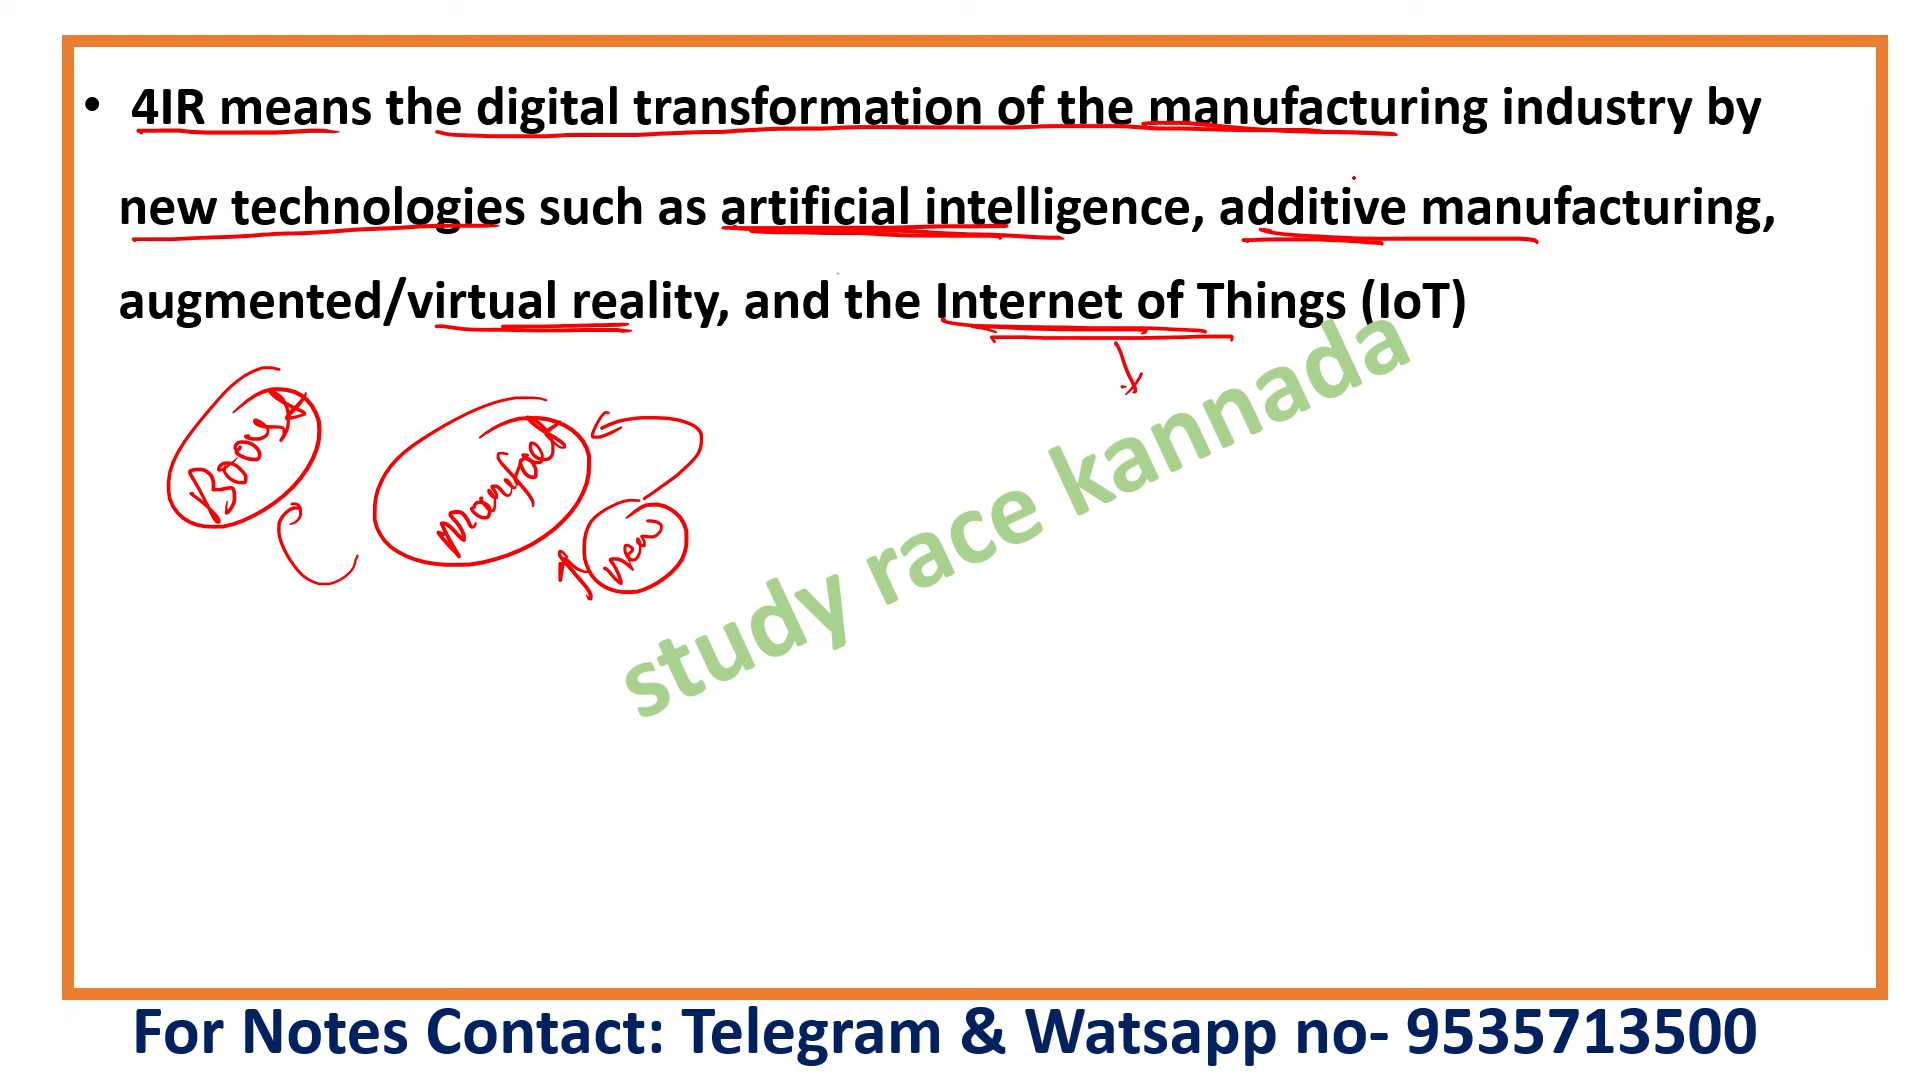 • 4IR means the digital transformation of the manufacturing industry by
new technologies such as artificial intelligence, additive manufacturing,
augmented/virtual reality, and the Internet of Things (IoT)
Boost
manufact
new
study race kannada
For Notes Contact: Telegram & Watsapp no- 9535713500